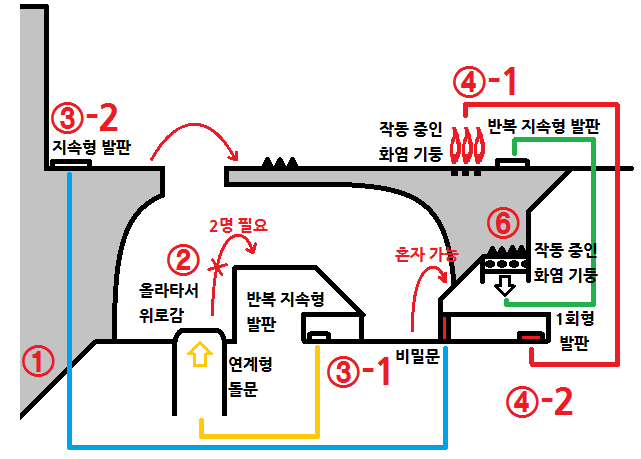 ④-1
③-2
지속형 발판
작동 중인
화염 기둥
반복 지속형 발판
2명 필요
②
올라타서
위로감
혼자 가능
⑥
작동 중인
화염 기둥
반복 지속형
발판
1회형
발판
①
연계형
돌문
③-1
비밀문
④-2